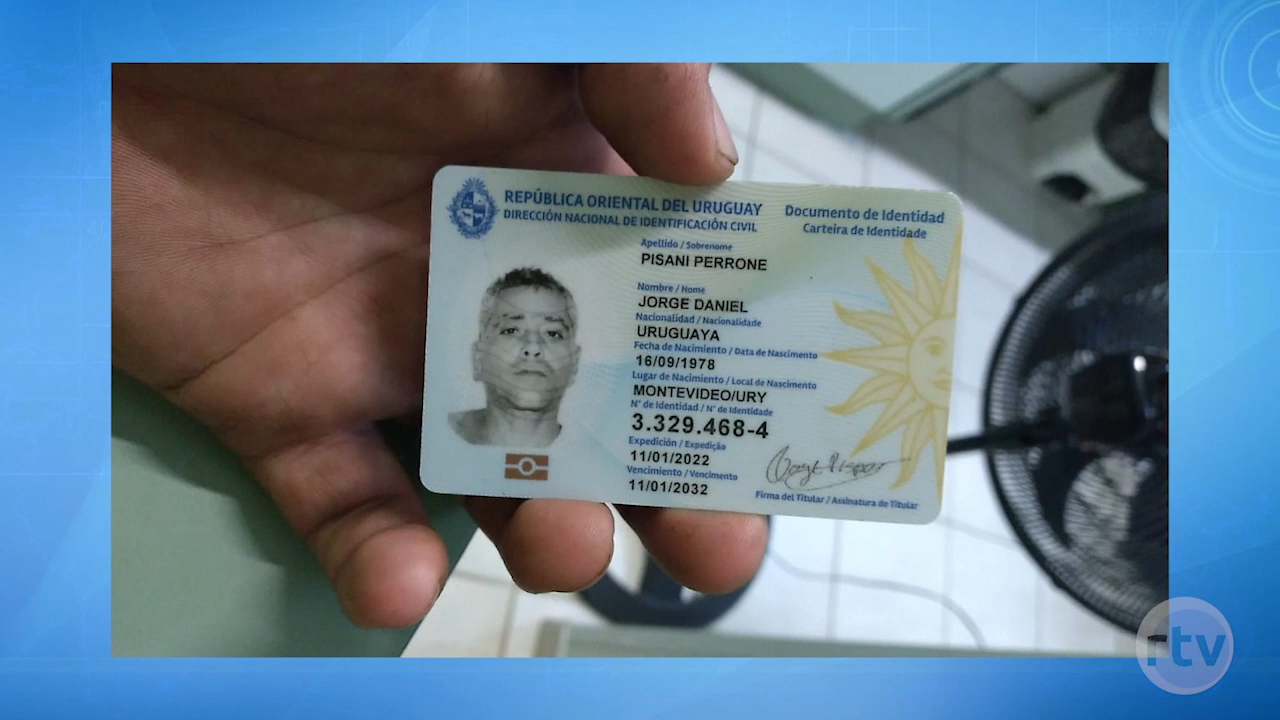 REPÚBLICA ORIENTAL DEL URUGUAY
DIRECCIÓN NACIONAL DE IDENTIFICACIÓN CIVIL
Documento de Identidad
Carteira de Identidade
Apellido / Sobrenome
PISANI PERRONE
Nombre / Nome
JORGE DANIEL
Nacionalidad / Nacionalidade
URUGUAYA
Fecha de Nacimiento / Data de Nascimento
16/09/1978
Lugar de Nacimiento / Local de Nascimento
MONTEVIDEO/URY
N° de Identidad / N° de Identidade
3.329.468-4
Expedición / Expedição
11/01/2022
Vencimiento / Vencimento
11/01/2032
Firma del Titular / Assinatura do Titular
rtv